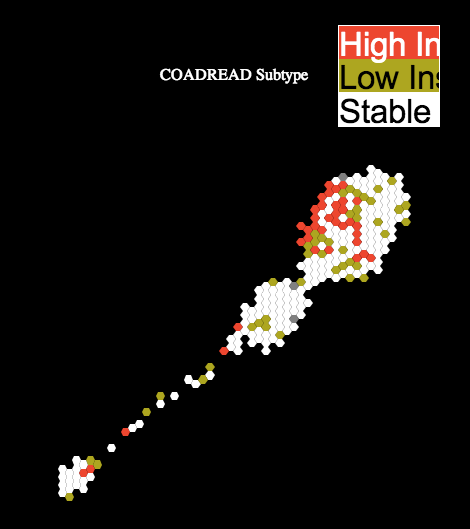 High In
COADREAD Subtype
Low Ins
Stable